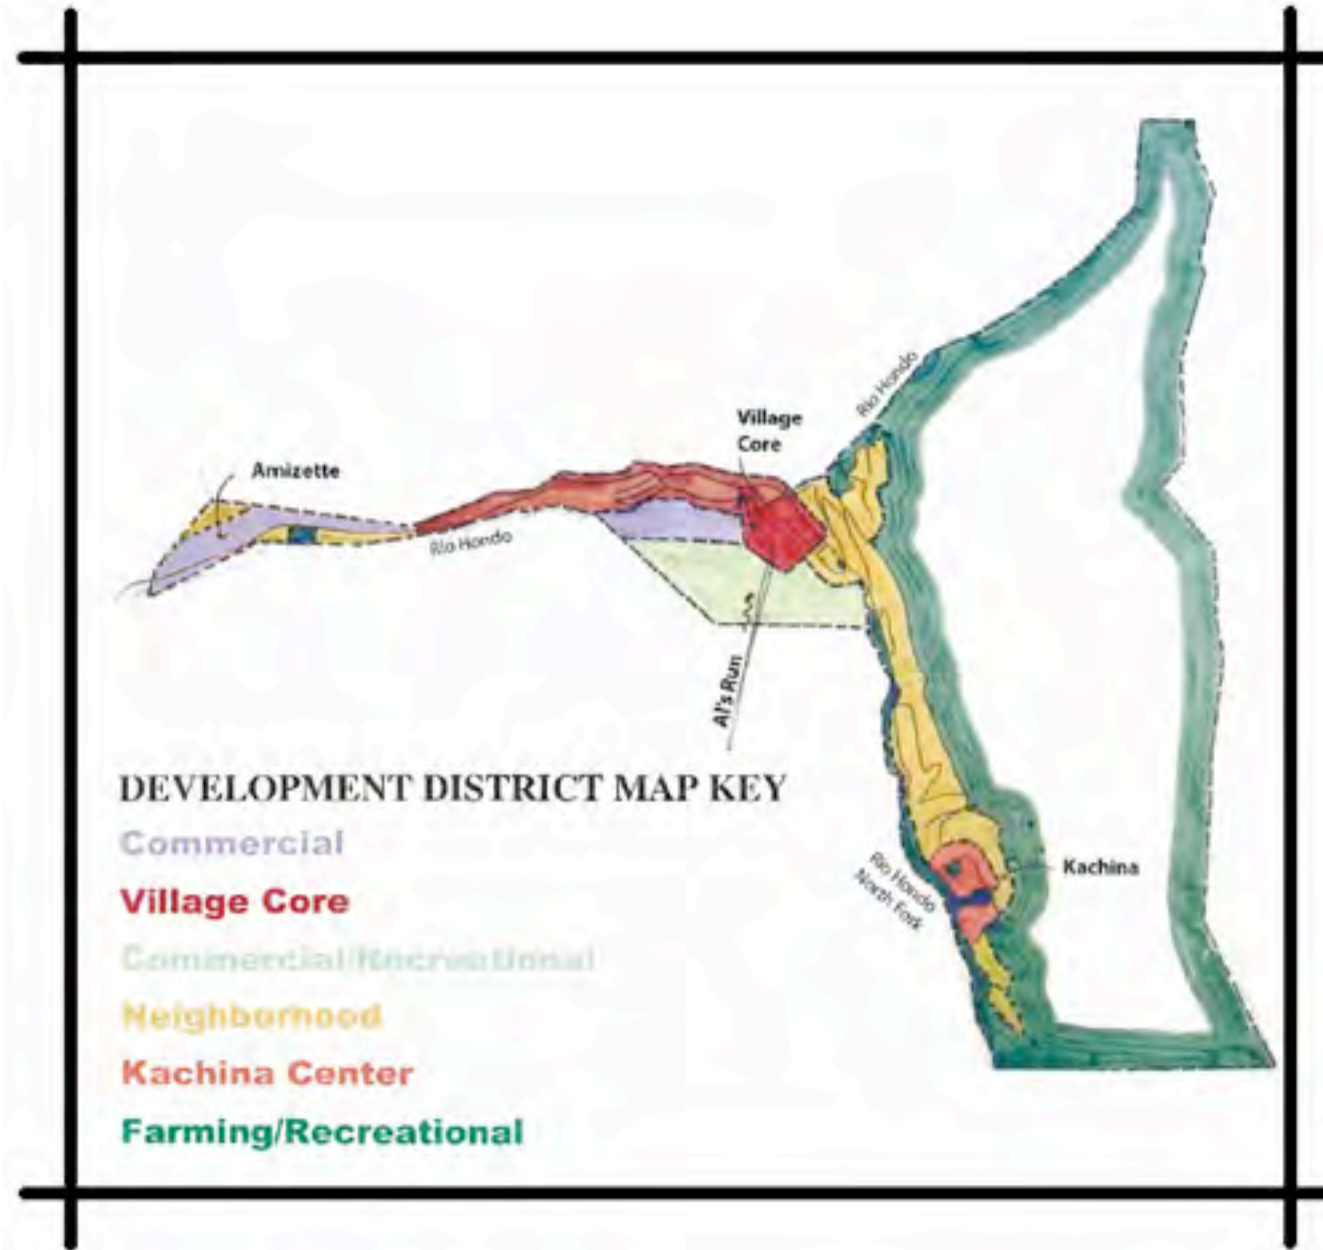 Village
Core
Rio Hondo
Amizette
Rio Hondo
Al's Run
DEVELOPMENT DISTRICT MAP KEY
Commercial
Village Core
Commercial/Recreational
Neighborhood
Kachina Center
Farming/Recreational
Kachina
Rio Hondo
North Fork